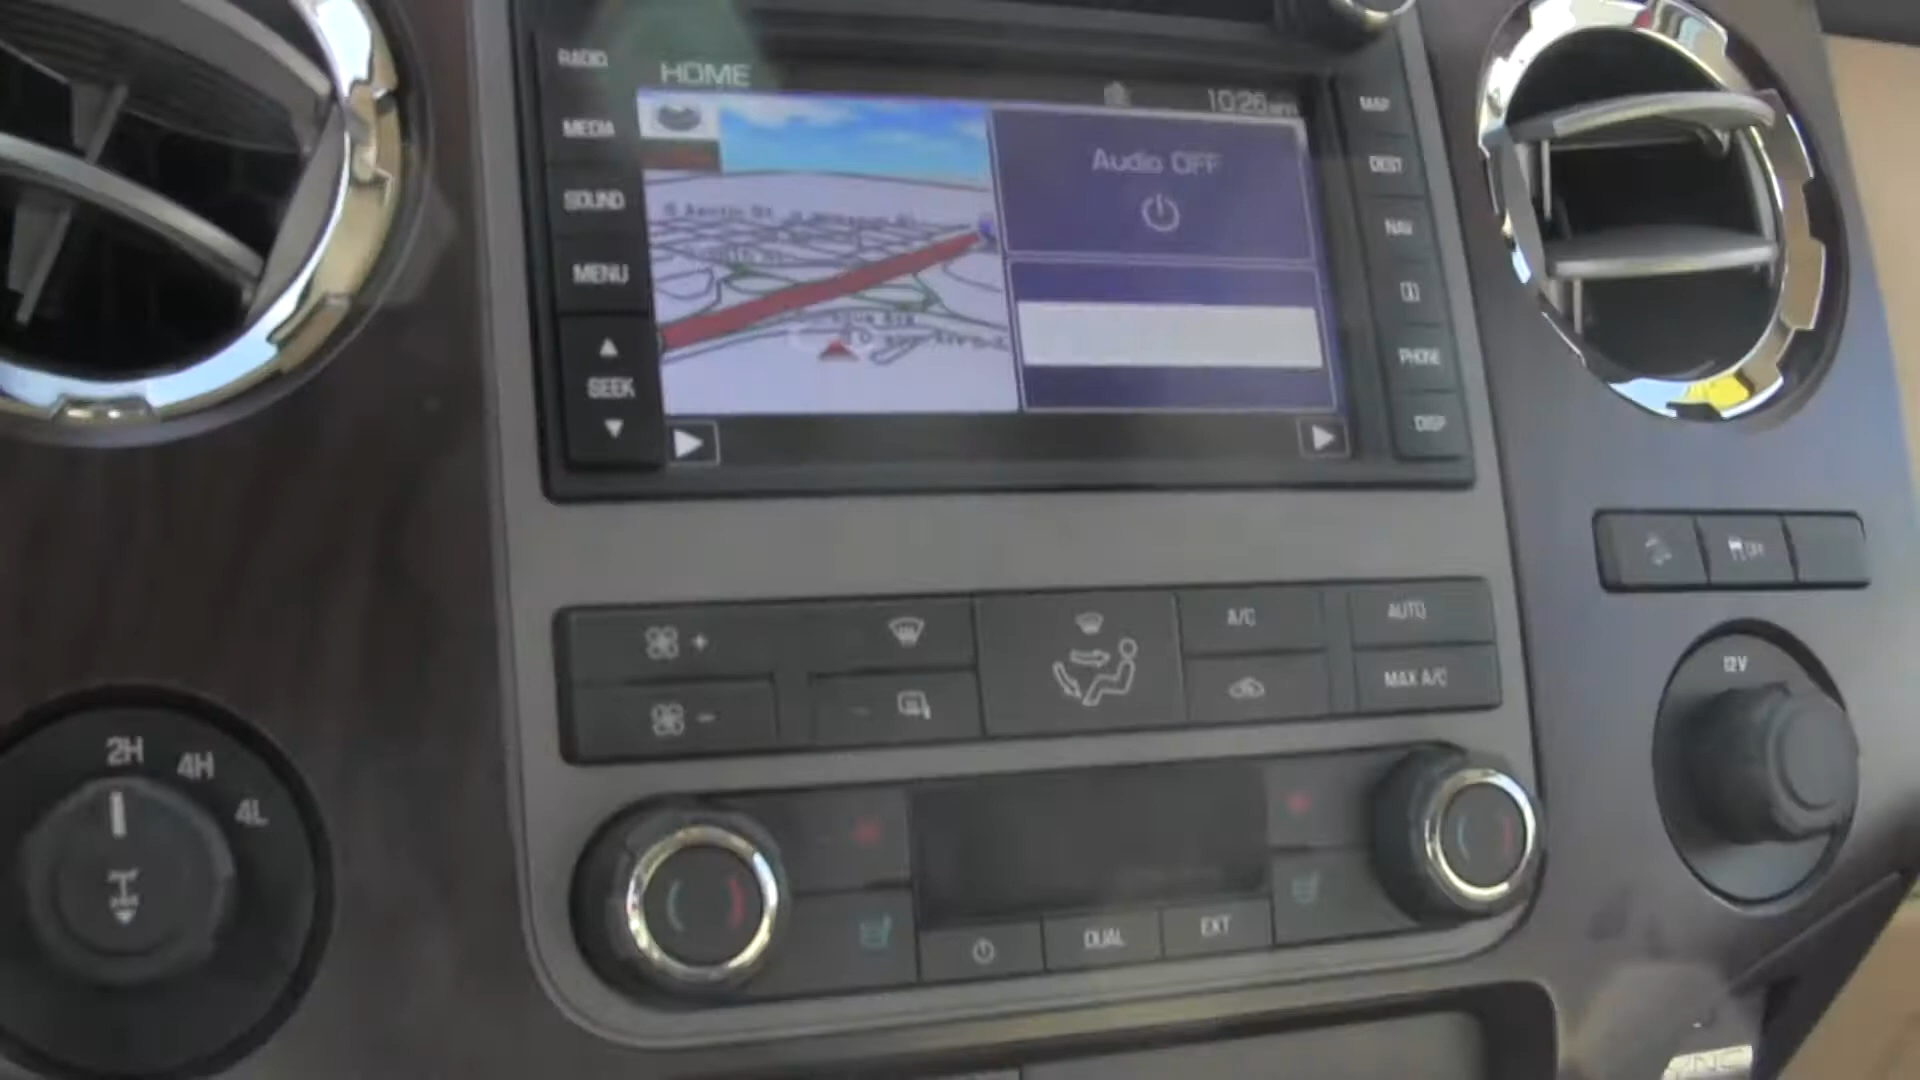 RADIO
MEDIA
SOUND
MENU
SEEK
HOME
10:26
Audio OFF
MAP
DEST
NAV
PHONE
DISP
OFF
12V
A/C
AUTO
MAX A/C
2H 4H 4L
DUAL
EXT